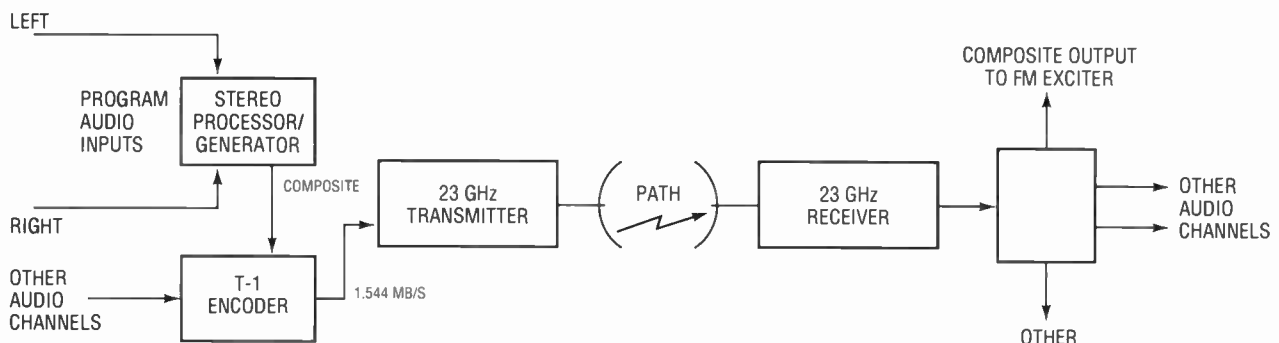 LEFT
PROGRAM
AUDIO
INPUTS
STEREO
PROCESSOR/
GENERATOR
RIGHT
COMPOSITE
OTHER
AUDIO
CHANNELS
T-1
ENCODER
1.544 MB/S
23 GHz
TRANSMITTER
PATH
23 GHz
RECEIVER
COMPOSITE OUTPUT
TO FM EXCITER
OTHER
AUDIO
CHANNELS
OTHER